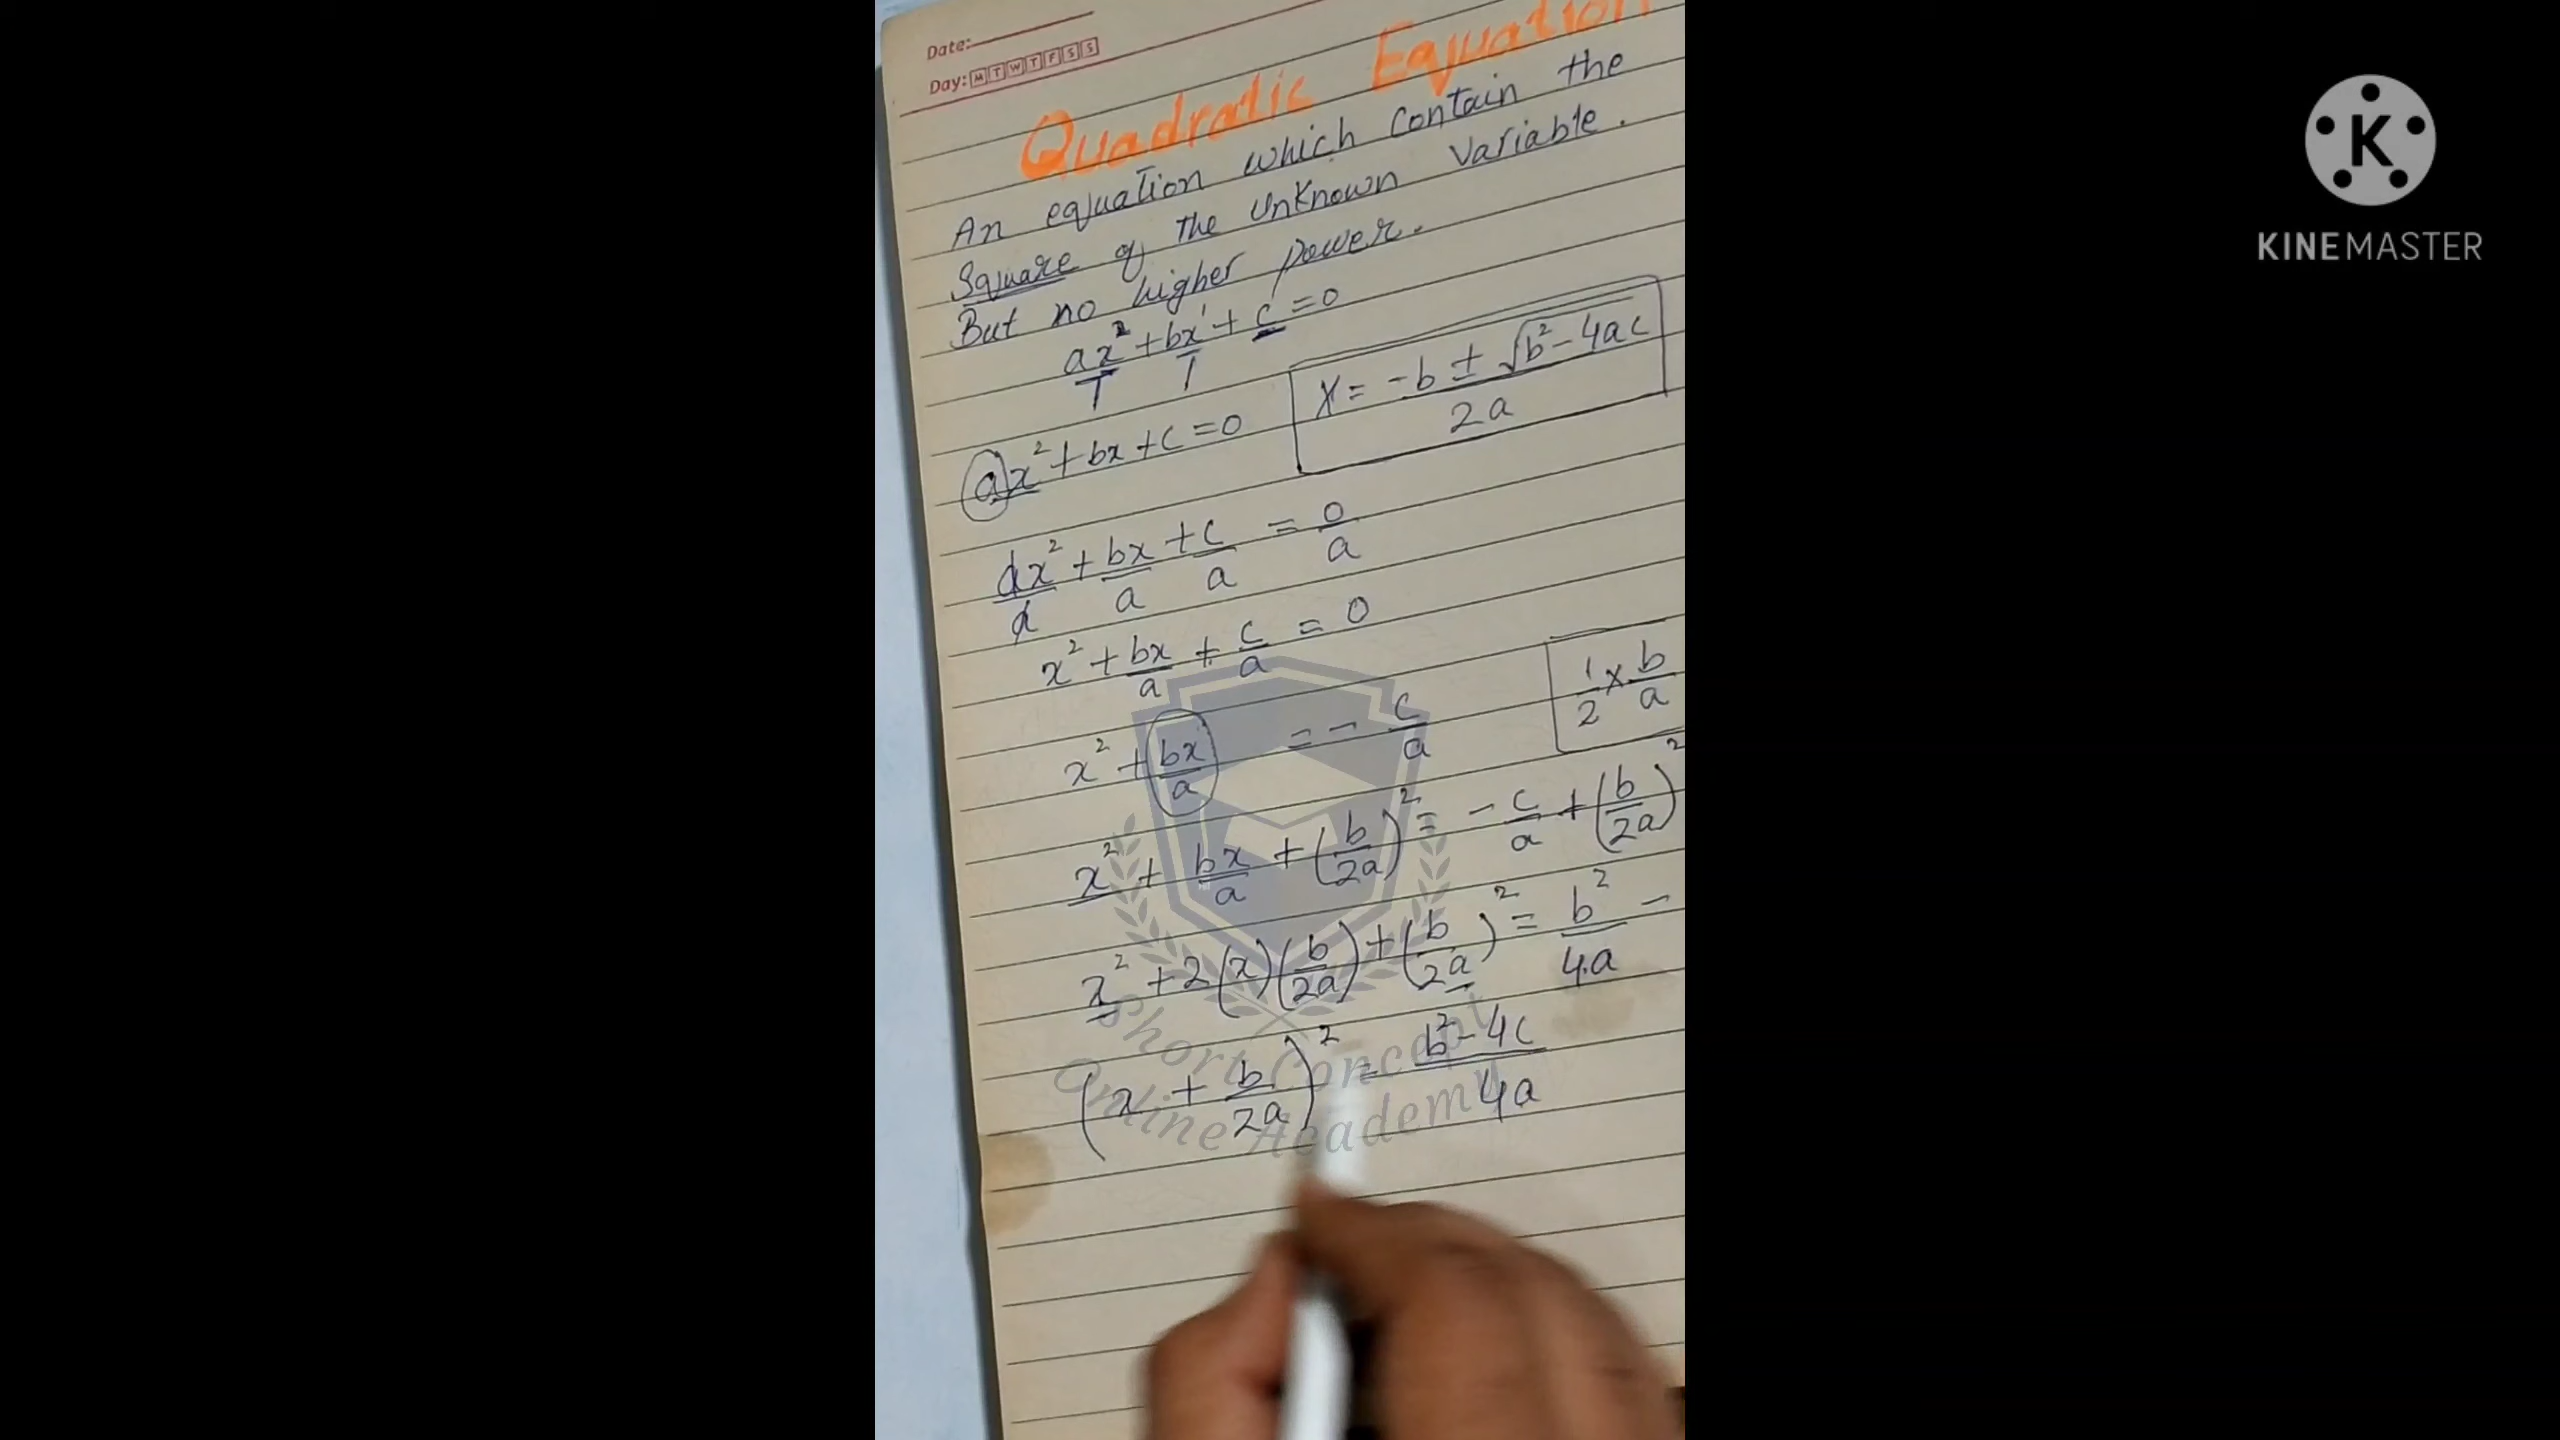 Date:
Day: M T W T F S S
Quadratic Equation
An equation which contain the
Square of the Unknown Variable.
But no higher power.
ax² + bx¹ + c = 0
x = -b ± √b² - 4ac / 2a
ax² + bx + c = 0
ax²/a + bx/a + c/a = 0/a
x² + bx/a + c/a = 0
1/2 × b/a
x² + bx/a = - c/a
x² + bx/a + (b/2a)² = - c/a + (b/2a)²
x² + 2(x)(b/2a) + (b/2a)² = b²/4a -
(x + b/2a)² = b² - 4c / 4a
Short Concept
Online Academy
K
KINEMASTER